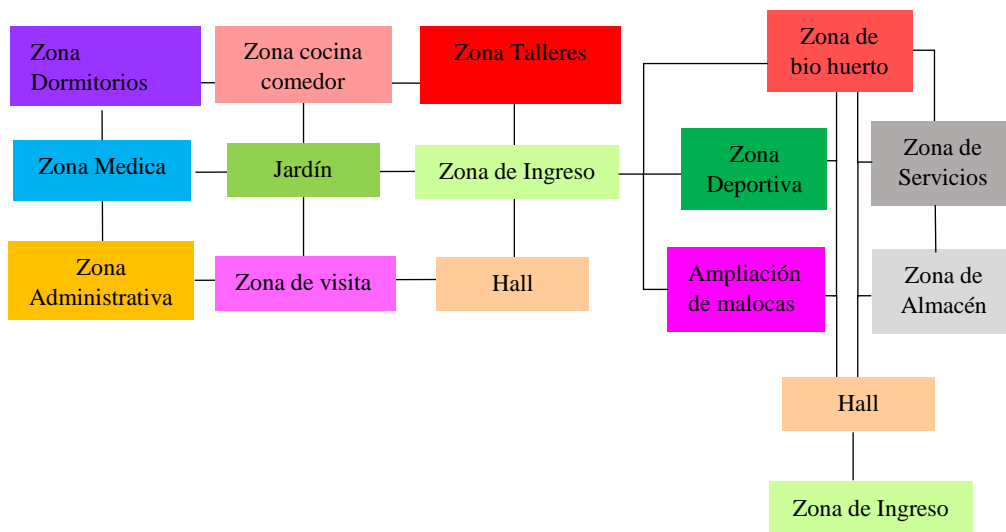 Zona
Dormitorios
Zona cocina
comedor
Zona Talleres
Zona de
bio huerto
Zona Medica
Jardín
Zona de Ingreso
Zona
Deportiva
Zona de
Servicios
Zona
Administrativa
Zona de visita
Hall
Ampliación
de malocas
Zona de
Almacén
Hall
Zona de Ingreso